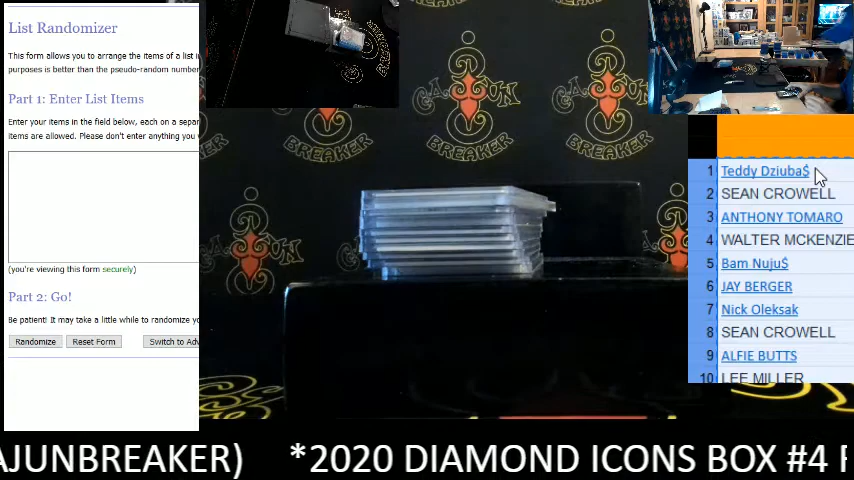 List Randomizer
This form allows you to arrange the items of a list i
purposes is better than the pseudo-random number
Part 1: Enter List Items
Enter your items in the field below, each on a separ
items are allowed. Please don't enter anything you v
(you're viewing this form securely)
Part 2: Go!
Be patient! It may take a little while to randomize yo
Randomize Reset Form Switch to Adv
CAJUN
BREAKER
CAJUN
BREAKER
1 Teddy Dziuba$
2 SEAN CROWELL
3 ANTHONY TOMARO
4 WALTER MCKENZIE
5 Bam Nuju$
6 JAY BERGER
7 Nick Oleksak
8 SEAN CROWELL
9 ALFIE BUTTS
10 LEE MILLER
AJUNBREAKER) *2020 DIAMOND ICONS BOX #4 F